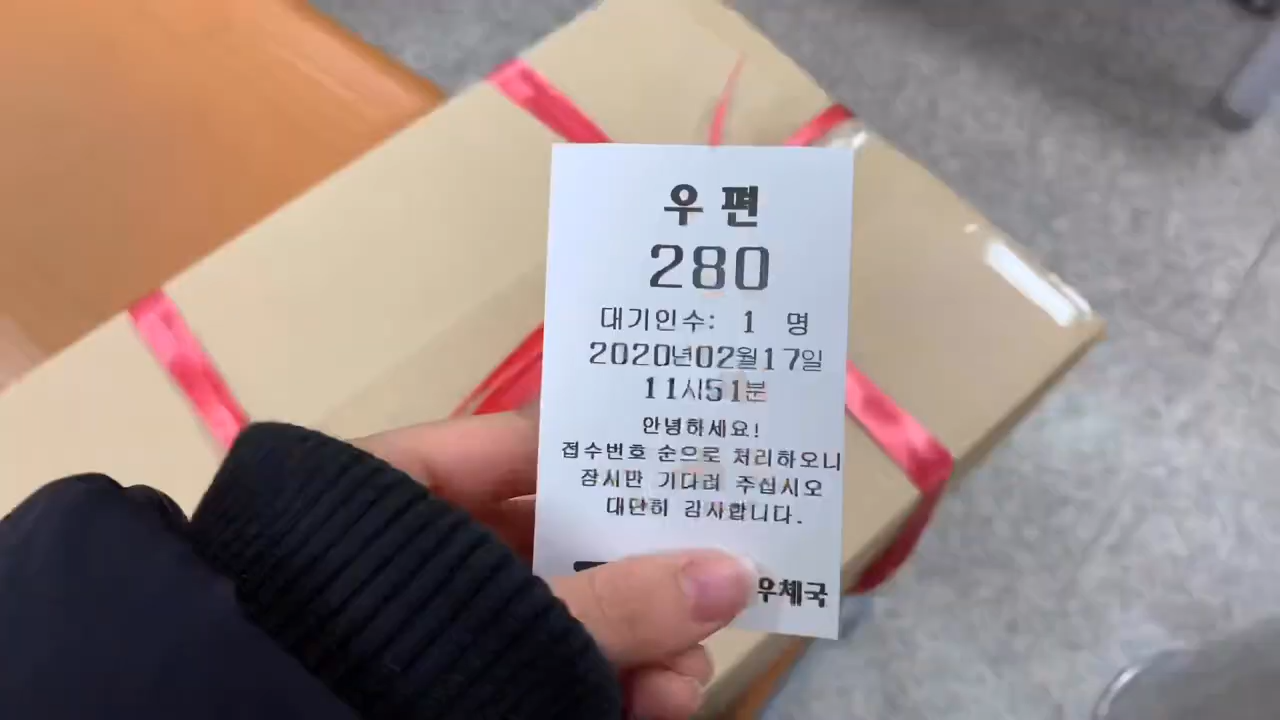 우편
280
대기인수: 1 명
2020년02월17일
11시51분
안녕하세요!
접수번호 순으로 처리하오니
잠시만 기다려 주십시오
대단히 감사합니다.
우체국